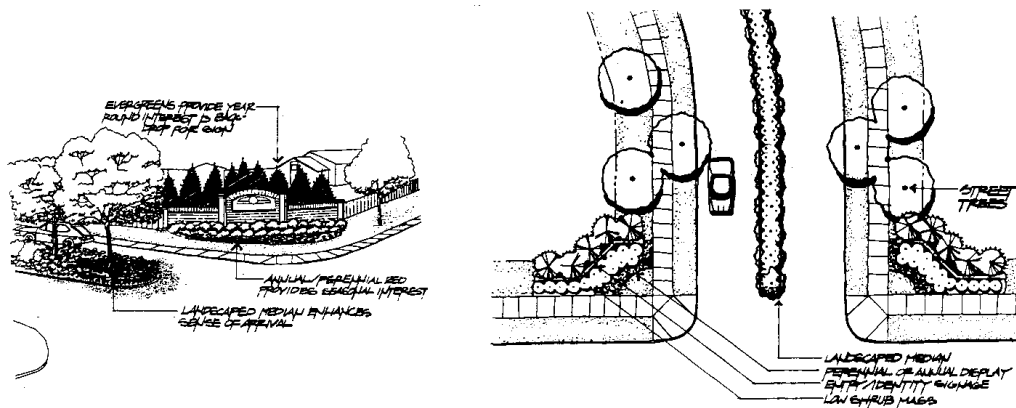 EVERGREENS PROVIDE YEAR
ROUND INTEREST IS BACK-
DROP FOR SIGN
ANNUAL/PERENNIAL BED
PROVIDES SEASONAL INTEREST
LANDSCAPED MEDIAN ENHANCES
SENSE OF ARRIVAL
STREET
TREES
LANDSCAPED MEDIAN
PERENNIAL OR ANNUAL DISPLAY
ENTRY/IDENTITY SIGNAGE
LOW SHRUB MASS